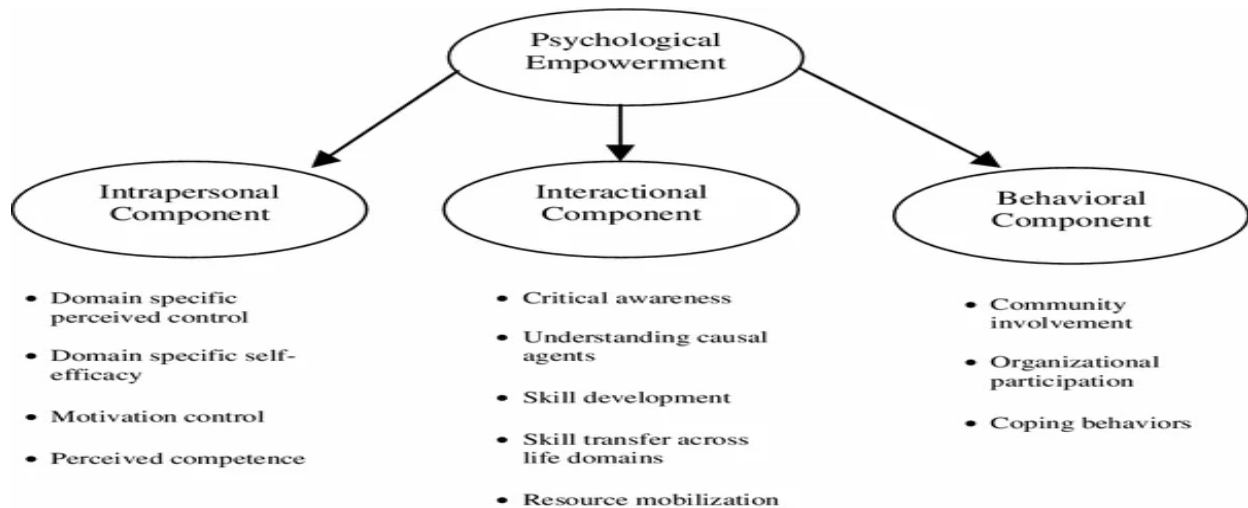 Psychological
Empowerment
Intrapersonal
Component
Interactional
Component
Behavioral
Component
• Domain specific
perceived control
• Domain specific self-
efficacy
• Motivation control
• Perceived competence
• Critical awareness
• Understanding causal
agents
• Skill development
• Skill transfer across
life domains
• Resource mobilization
• Community
involvement
• Organizational
participation
• Coping behaviors